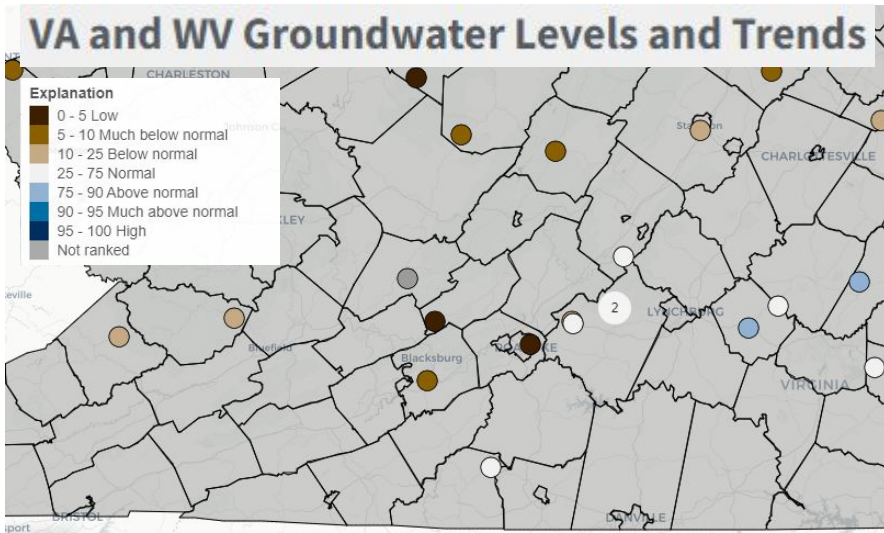 VA and WV Groundwater Levels and Trends
CHARLESTON
Explanation
0 - 5 Low
5 - 10 Much below normal
10 - 25 Below normal
25 - 75 Normal
75 - 90 Above normal
90 - 95 Much above normal
95 - 100 High
Not ranked
CHARLOTTESVILLE
2
LYNCHBURG
Bluefield
Blacksburg
VIRGINIA
BRISTOL
DANVILLE